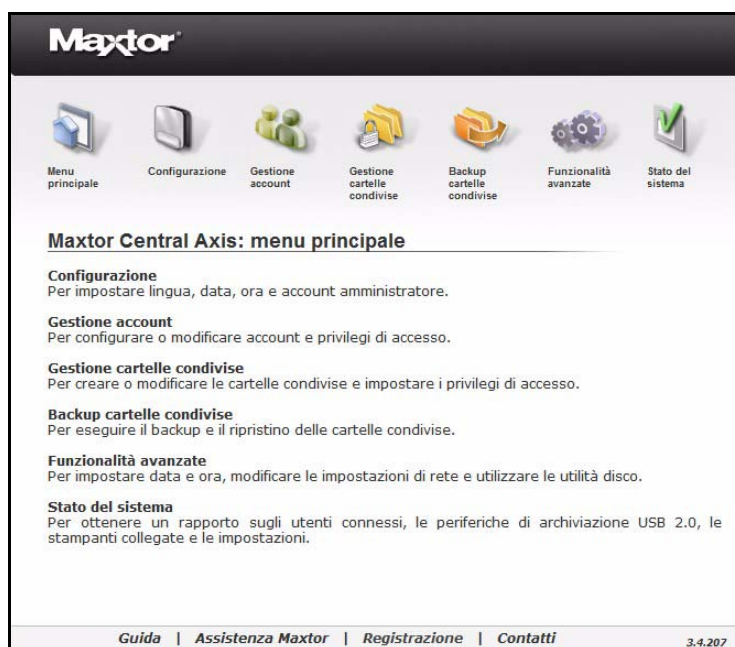 Maxtor
Menu principale
Configurazione
Gestione account
Gestione cartelle condivise
Backup cartelle condivise
Funzionalità avanzate
Stato del sistema
Maxtor Central Axis: menu principale
Configurazione
Per impostare lingua, data, ora e account amministratore.
Gestione account
Per configurare o modificare account e privilegi di accesso.
Gestione cartelle condivise
Per creare o modificare le cartelle condivise e impostare i privilegi di accesso.
Backup cartelle condivise
Per eseguire il backup e il ripristino delle cartelle condivise.
Funzionalità avanzate
Per impostare data e ora, modificare le impostazioni di rete e utilizzare le utilità disco.
Stato del sistema
Per ottenere un rapporto sugli utenti connessi, le periferiche di archiviazione USB 2.0, le
stampanti collegate e le impostazioni.
Guida | Assistenza Maxtor | Registrazione | Contatti
3.4.207